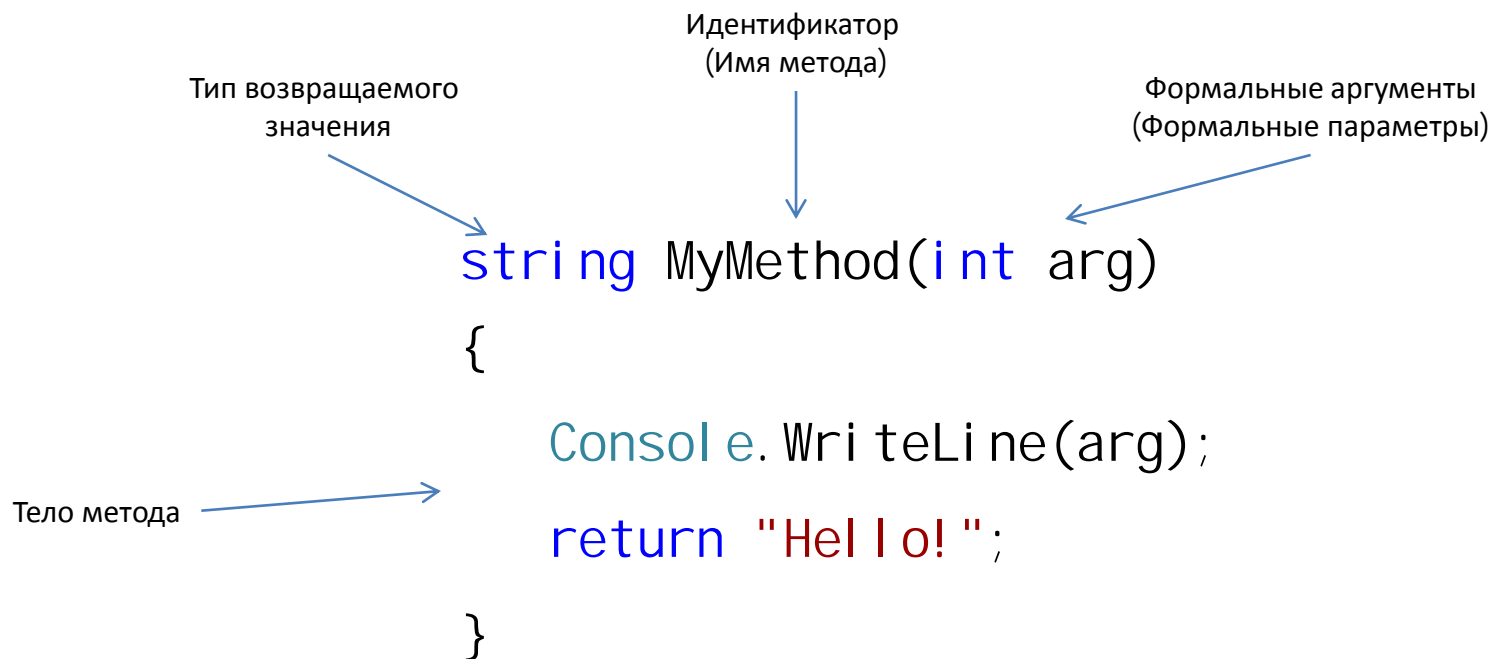 Идентификатор
(Имя метода)
Тип возвращаемого
значения
Формальные аргументы
(Формальные параметры)
string MyMethod(int arg)
{
Console.WriteLine(arg);
Тело метода
return "Hello!";
}